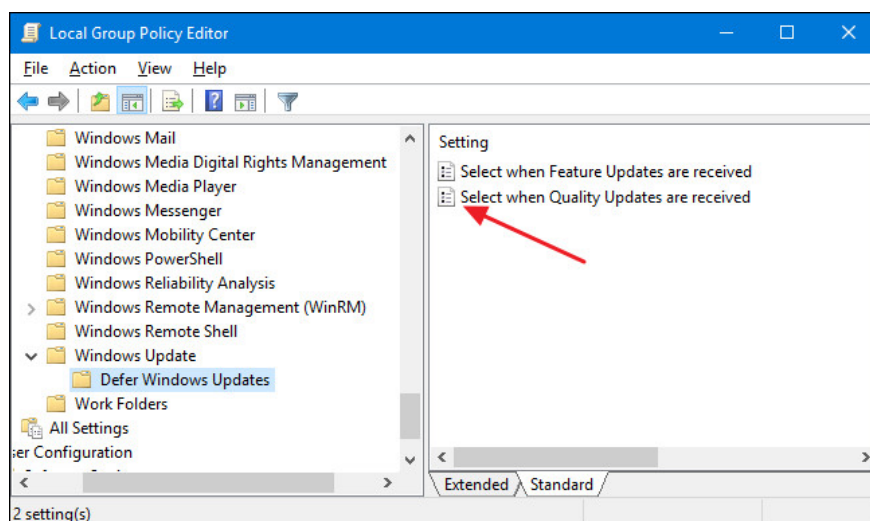 Local Group Policy Editor
File Action View Help
Windows Mail
Windows Media Digital Rights Management
Windows Media Player
Windows Messenger
Windows Mobility Center
Windows PowerShell
Windows Reliability Analysis
Windows Remote Management (WinRM)
Windows Remote Shell
Windows Update
Defer Windows Updates
Work Folders
All Settings
ser Configuration
Setting
Select when Feature Updates are received
Select when Quality Updates are received
Extended Standard
2 setting(s)